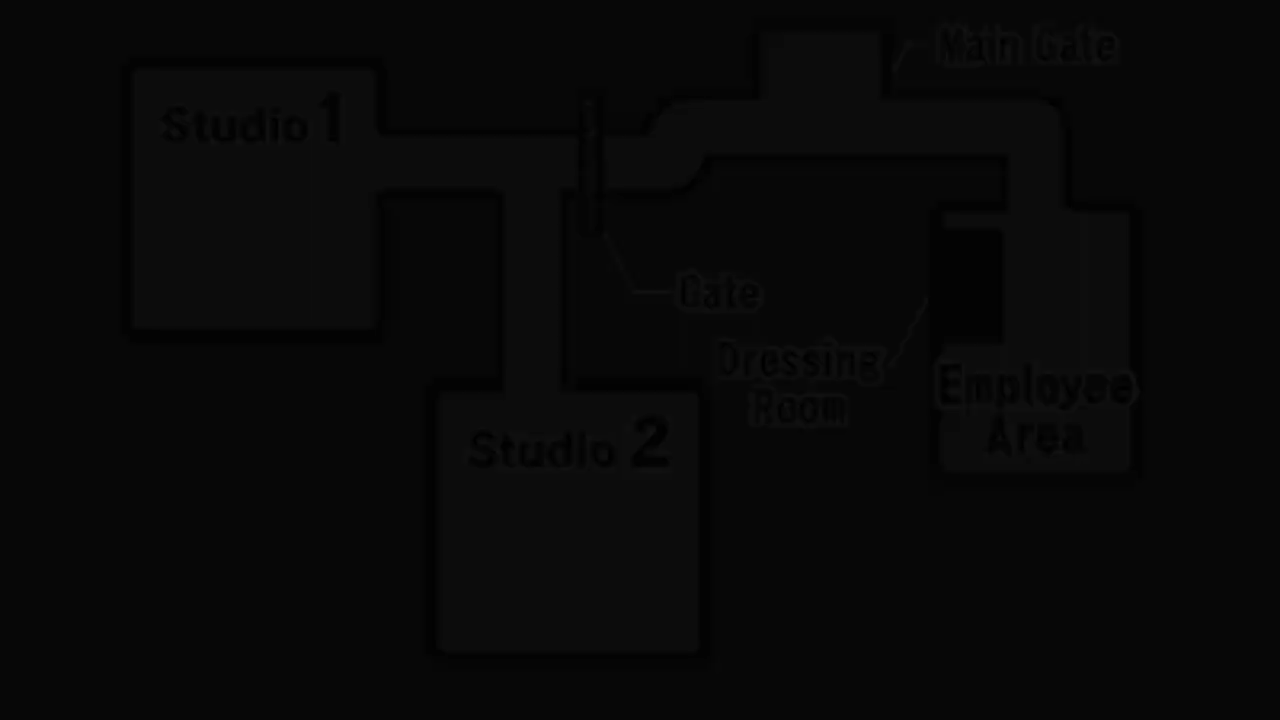 Main Gate
Studio 1
Gate
Dressing
Room
Employee
Area
Studio 2